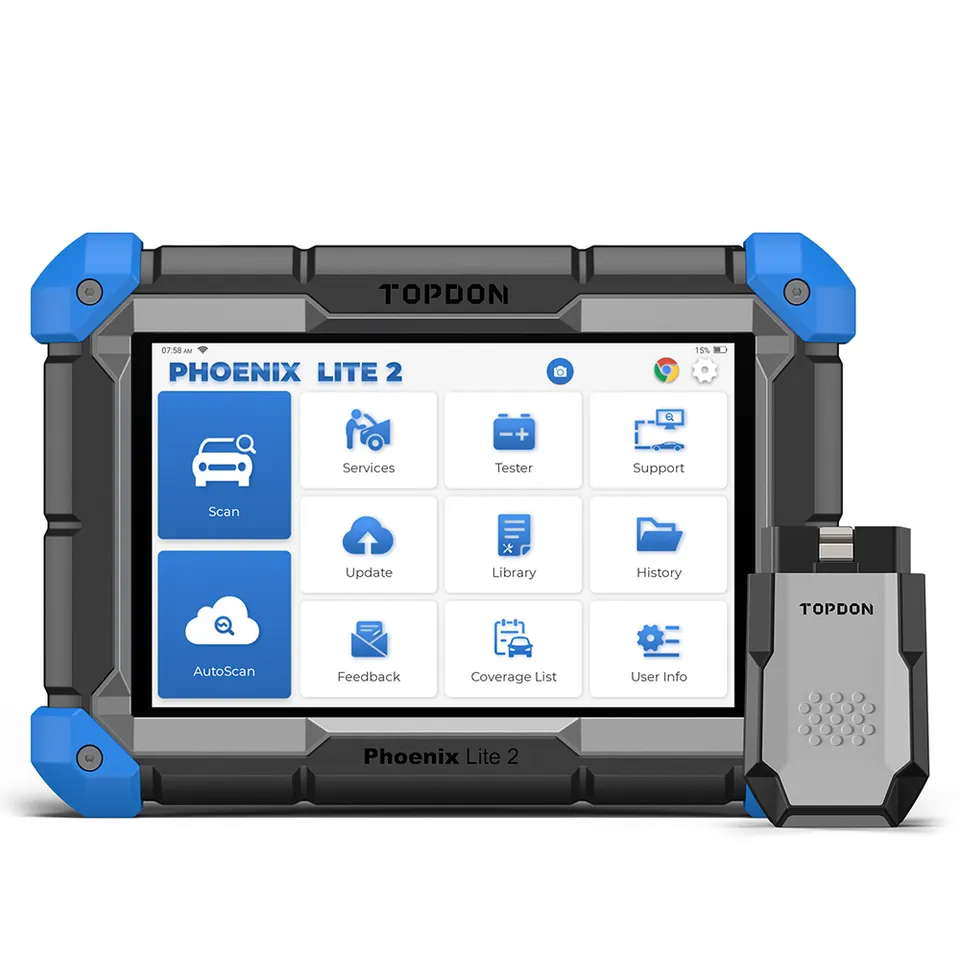 TOPDON
07:58 AM
15%
PHOENIX LITE 2
Scan
Services
Tester
Support
Update
Library
History
AutoScan
Feedback
Coverage List
User Info
Phoenix Lite 2
TOPDON